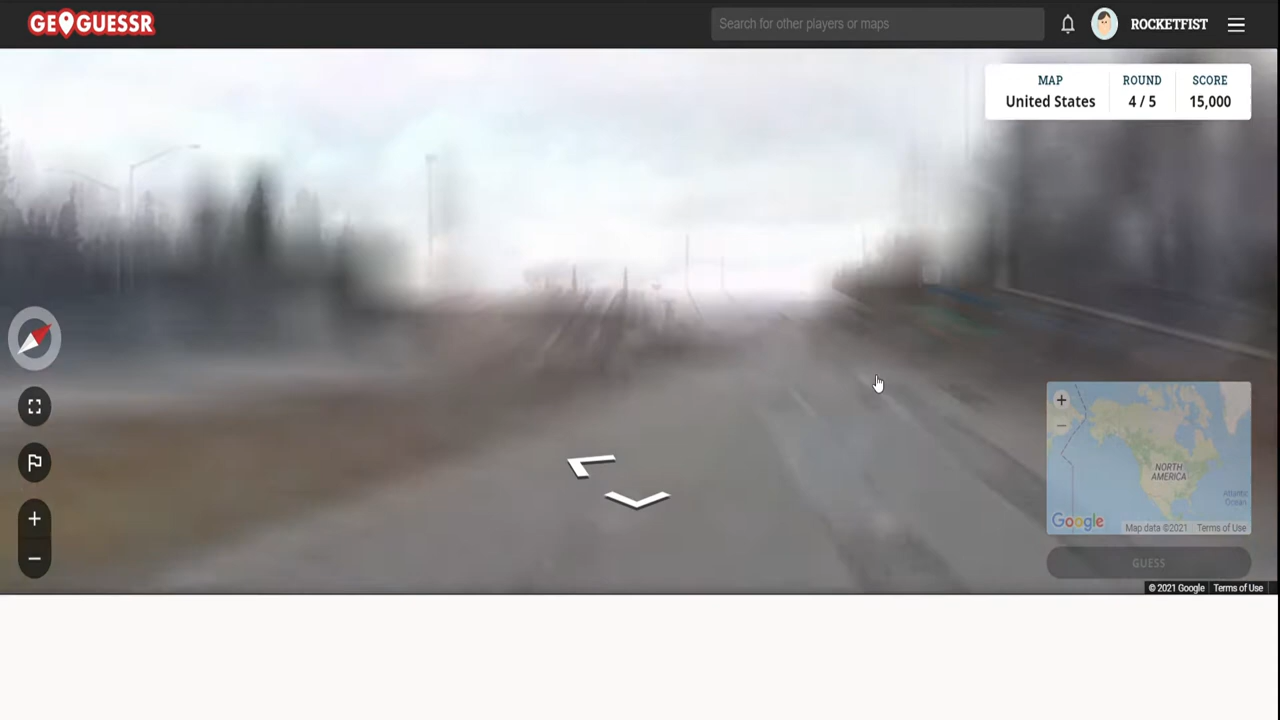 GEOGUESSR
Search for other players or maps
ROCKETFIST
MAP
United States
ROUND
4 / 5
SCORE
15,000
+
−
NORTH
AMERICA
Atlantic
Ocean
Google
Map data ©2021
Terms of Use
GUESS
+
−
© 2021 Google
Terms of Use